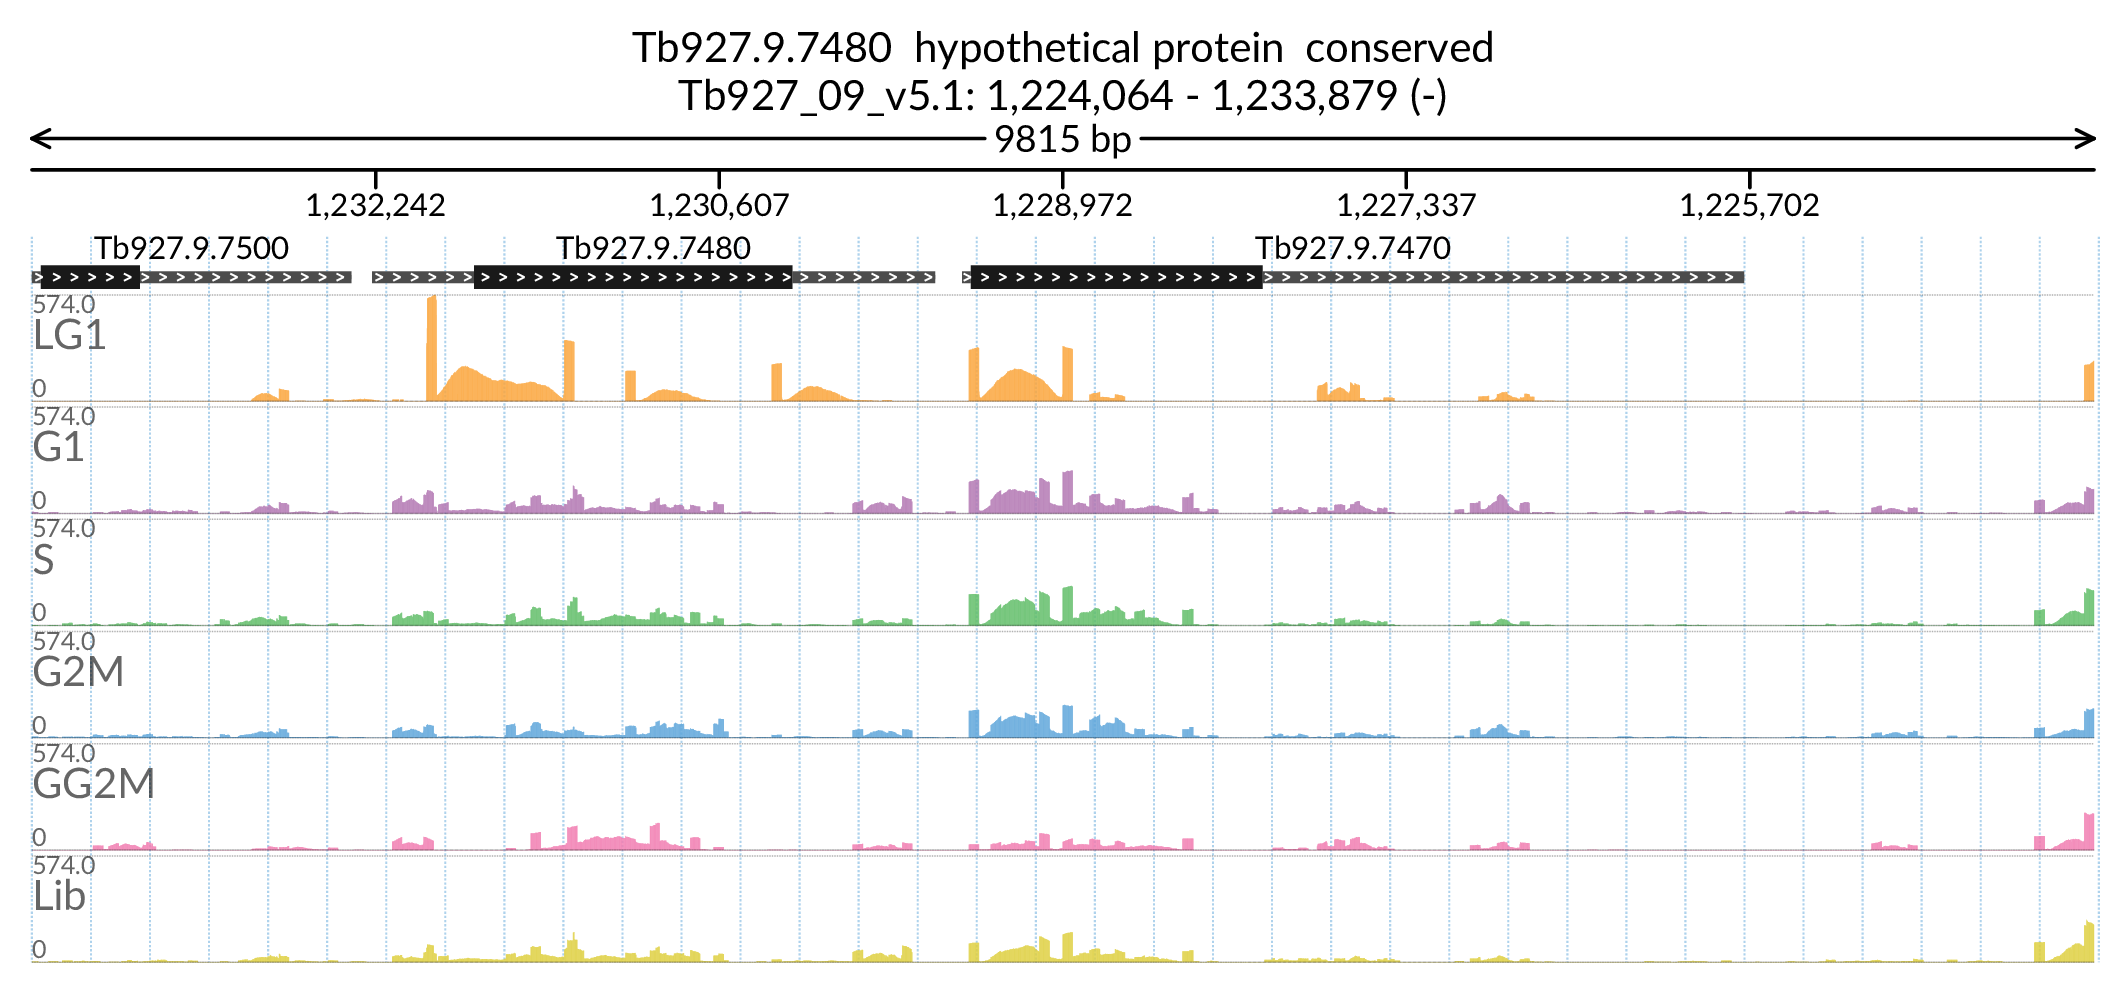 Tb927.9.7480  hypothetical protein  conserved
Tb927_09_v5.1: 1,224,064 - 1,233,879 (-)
9815 bp
1,232,242 1,230,607 1,228,972 1,227,337 1,225,702
Tb927.9.7500 Tb927.9.7480 Tb927.9.7470
574.0
LG1
0
574.0
G1
0
574.0
S
0
574.0
G2M
0
574.0
GG2M
0
574.0
Lib
0